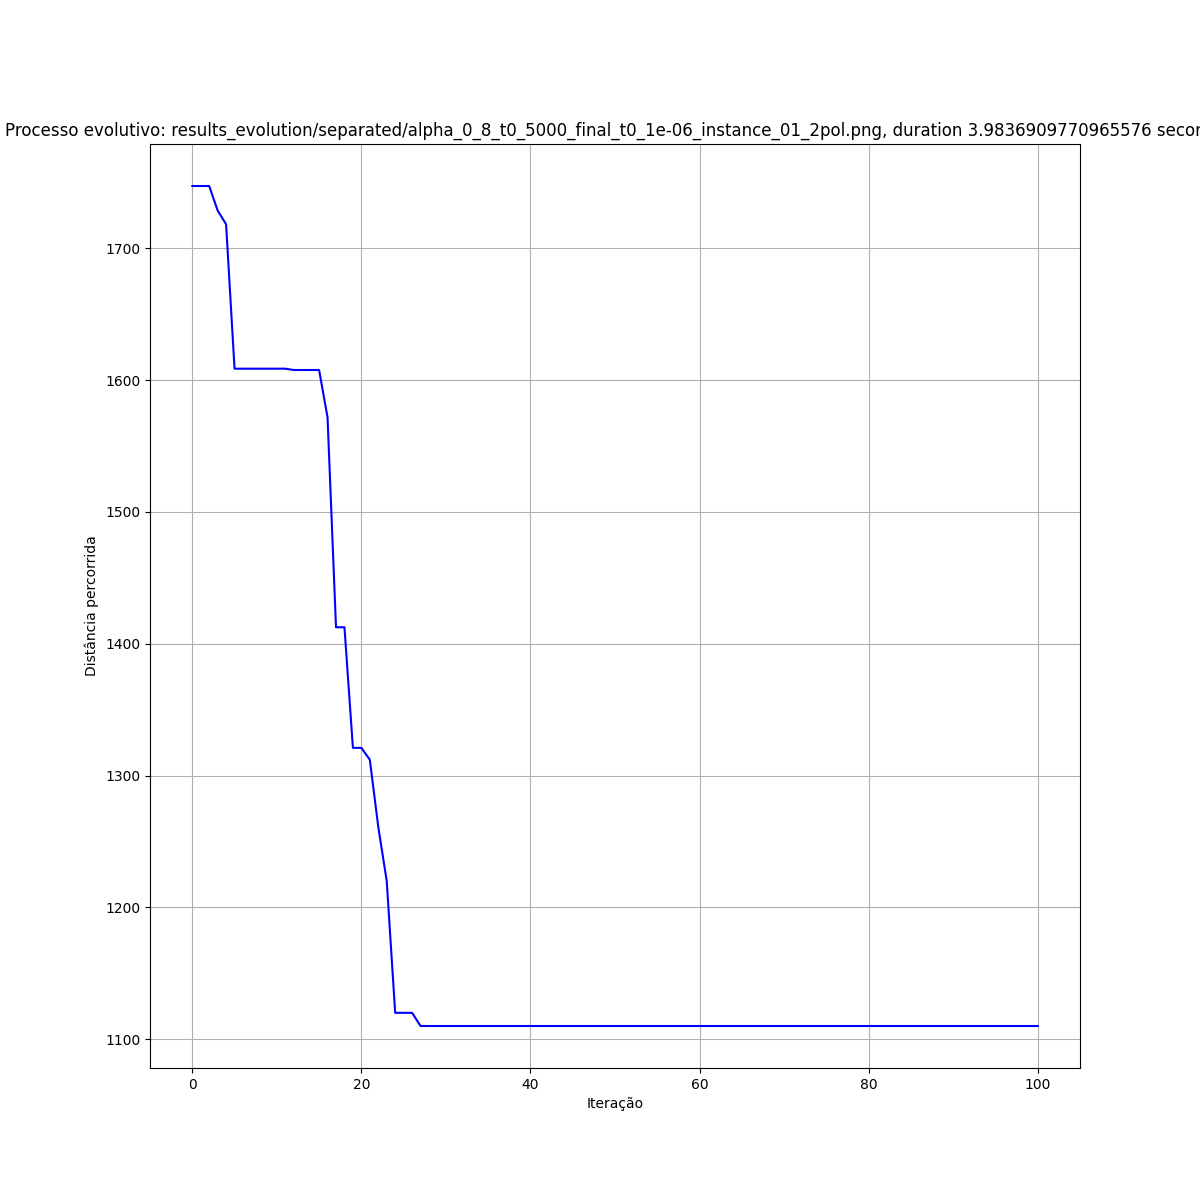 Processo evolutivo: results_evolution/separated/alpha_0_8_t0_5000_final_t0_1e-06_instance_01_2pol.png, duration 3.9836909770965576 secon
1700
1600
1500
1400
1300
1200
1100
Distância percorrida
0 20 40 60 80 100
Iteração